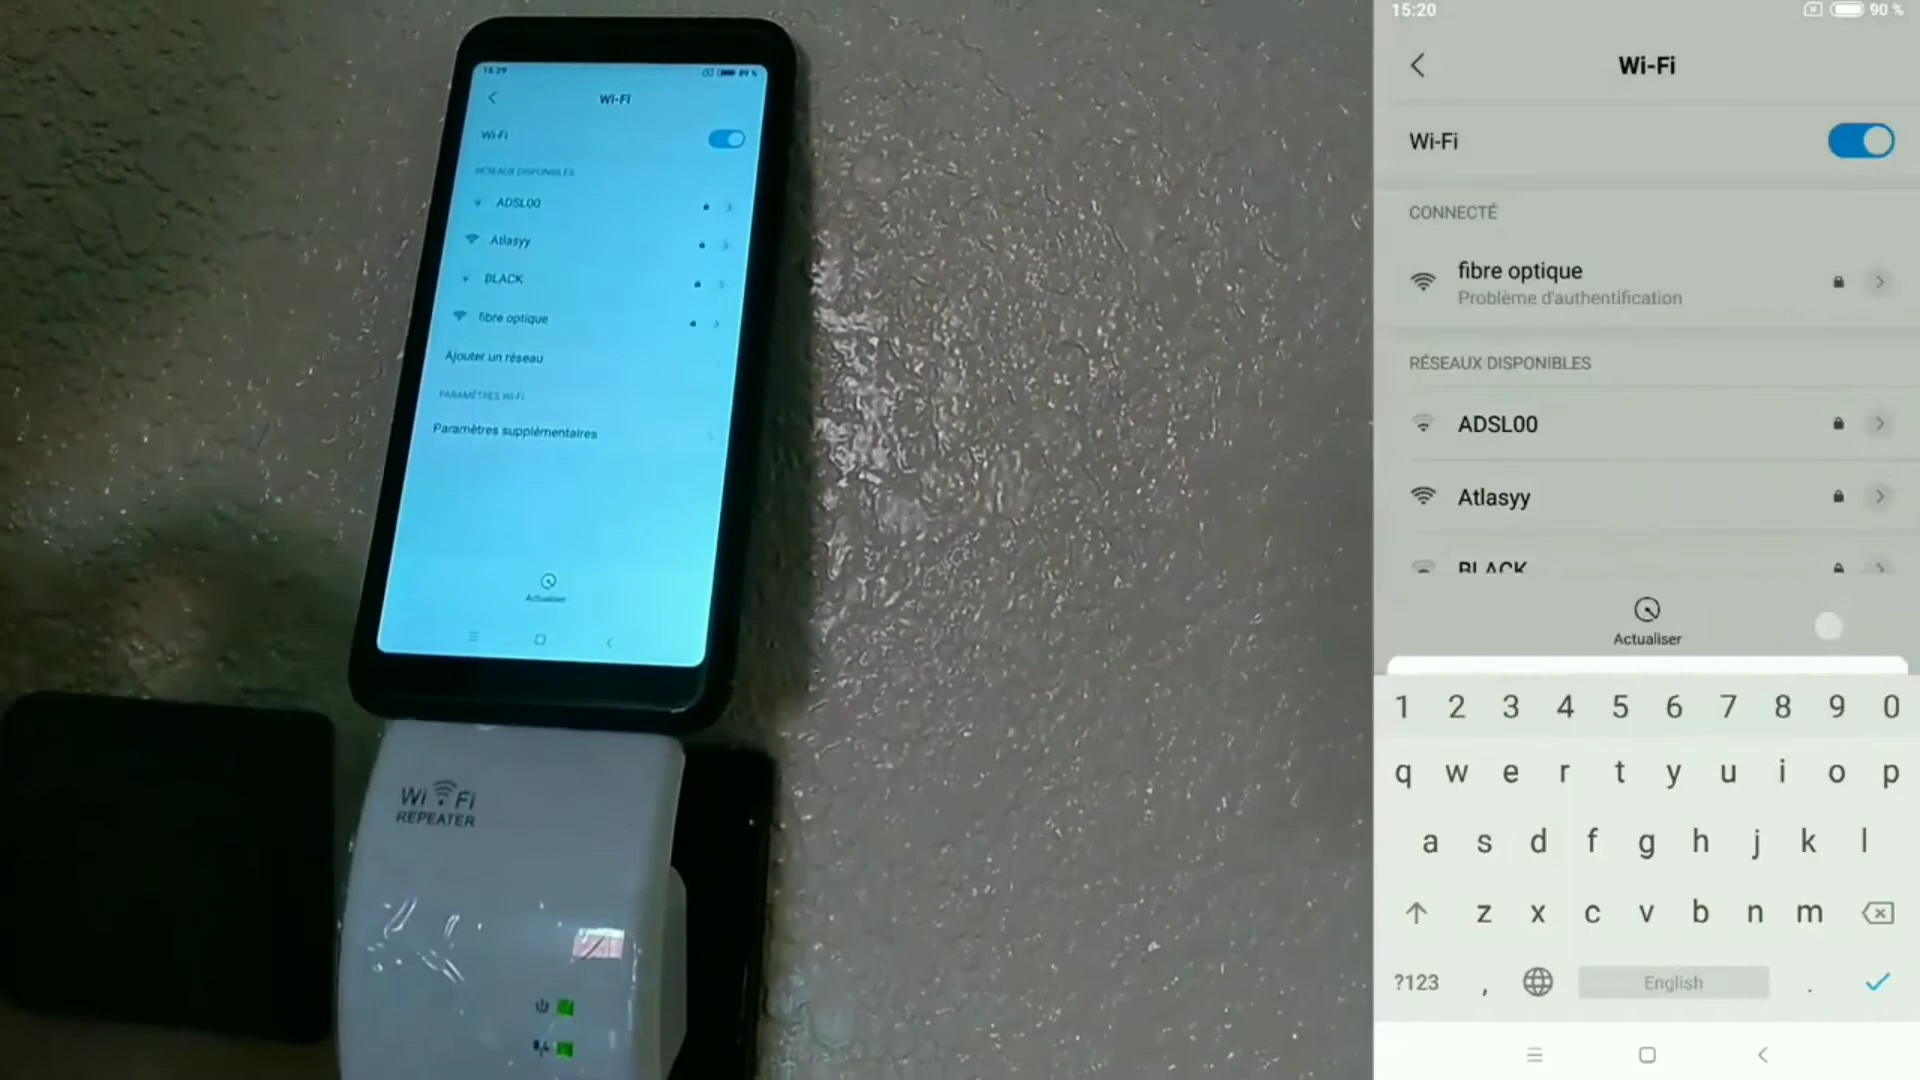 15:29
89 %
Wi-Fi
Wi-Fi
RÉSEAUX DISPONIBLES
ADSL00
Atlasyy
BLACK
fibre optique
Ajouter un réseau
PARAMÈTRES WI-FI
Paramètres supplémentaires
Actualiser
Wi Fi
REPEATER
15:20
90 %
Wi-Fi
Wi-Fi
CONNECTÉ
fibre optique
Problème d'authentification
RÉSEAUX DISPONIBLES
ADSL00
Atlasyy
BLACK
Actualiser
1 2 3 4 5 6 7 8 9 0
q w e r t y u i o p
a s d f g h j k l
z x c v b n m
?123 , English .